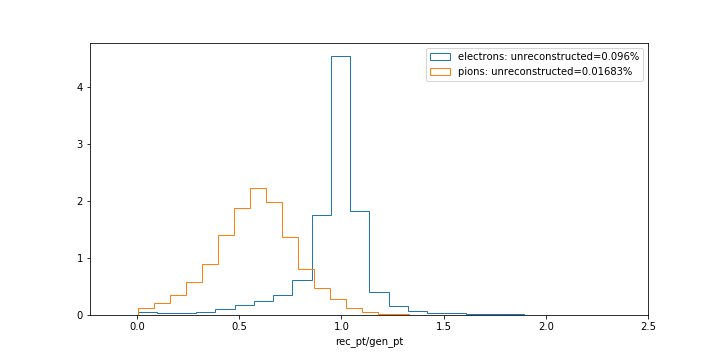 electrons: unreconstructed=0.096%
pions: unreconstructed=0.01683%
4
3
2
1
0
0.0 0.5 1.0 1.5 2.0 2.5
rec_pt/gen_pt